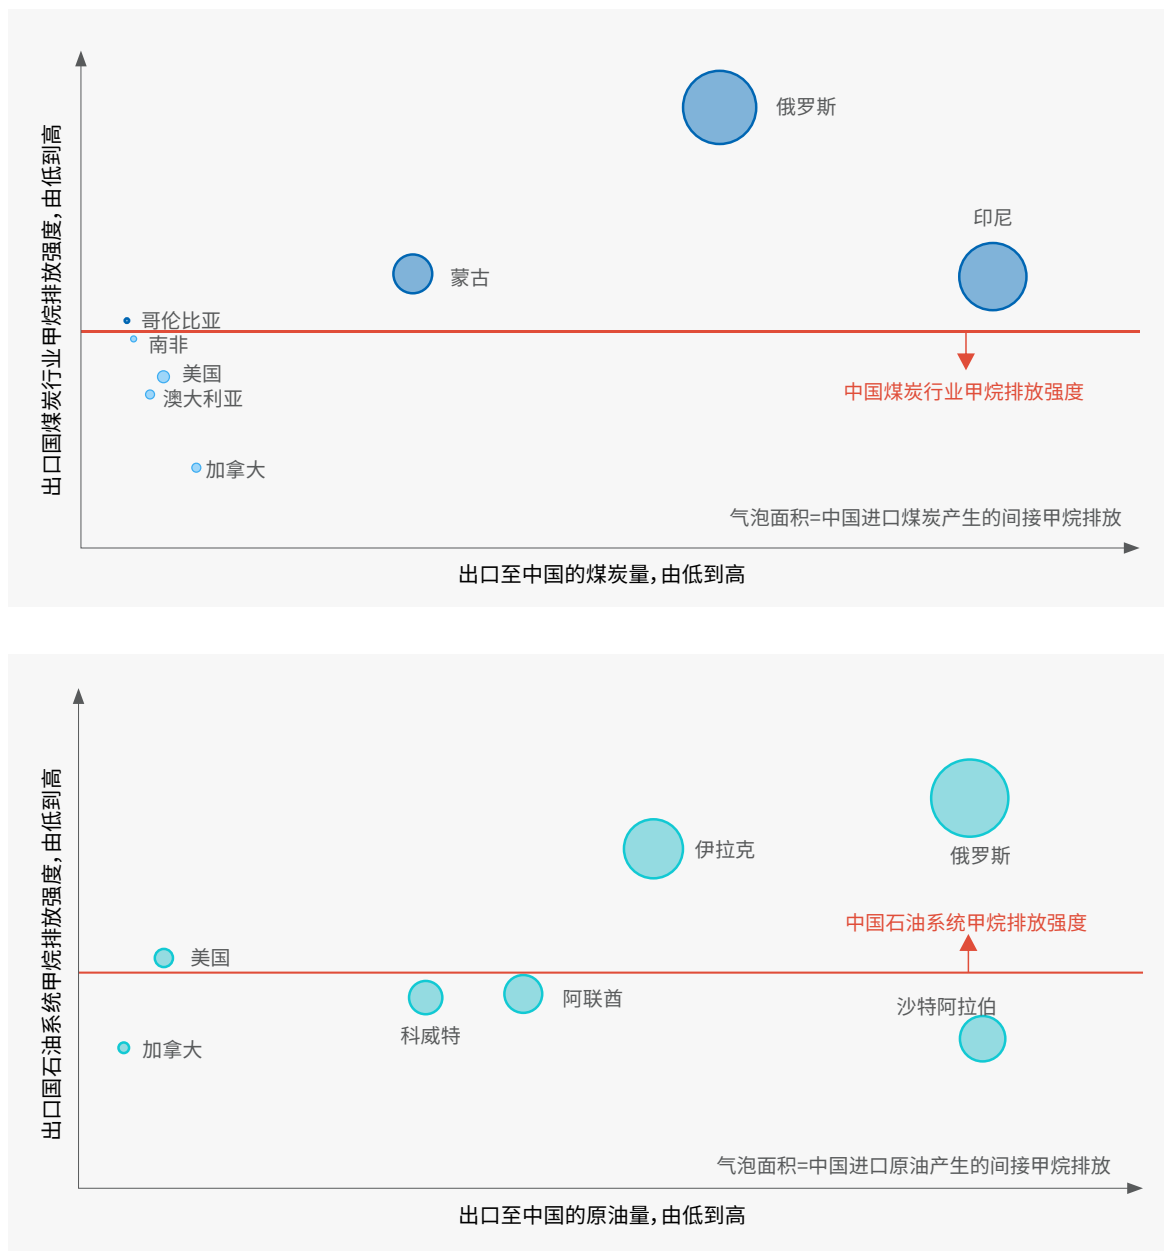 出口国煤炭行业甲烷排放强度，由低到高
俄罗斯
印尼
蒙古
哥伦比亚
南非
美国
澳大利亚
中国煤炭行业甲烷排放强度
加拿大
气泡面积=中国进口煤炭产生的间接甲烷排放
出口至中国的煤炭量，由低到高
出口国石油系统甲烷排放强度，由低到高
伊拉克
俄罗斯
中国石油系统甲烷排放强度
美国
阿联酋
沙特阿拉伯
科威特
加拿大
气泡面积=中国进口原油产生的间接甲烷排放
出口至中国的原油量，由低到高